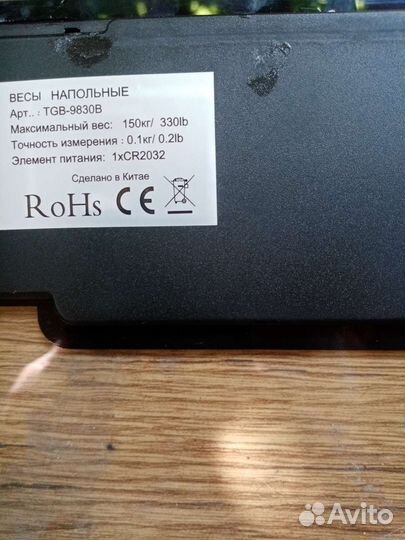 ВЕСЫ НАПОЛЬНЫЕ
Арт.. : TGB-9830B
Максимальный вес: 150кг/ 330lb
Точность измерения : 0.1кг/ 0.2lb
Элемент питания: 1xCR2032
Сделано в Китае
RoHs CE
Avito